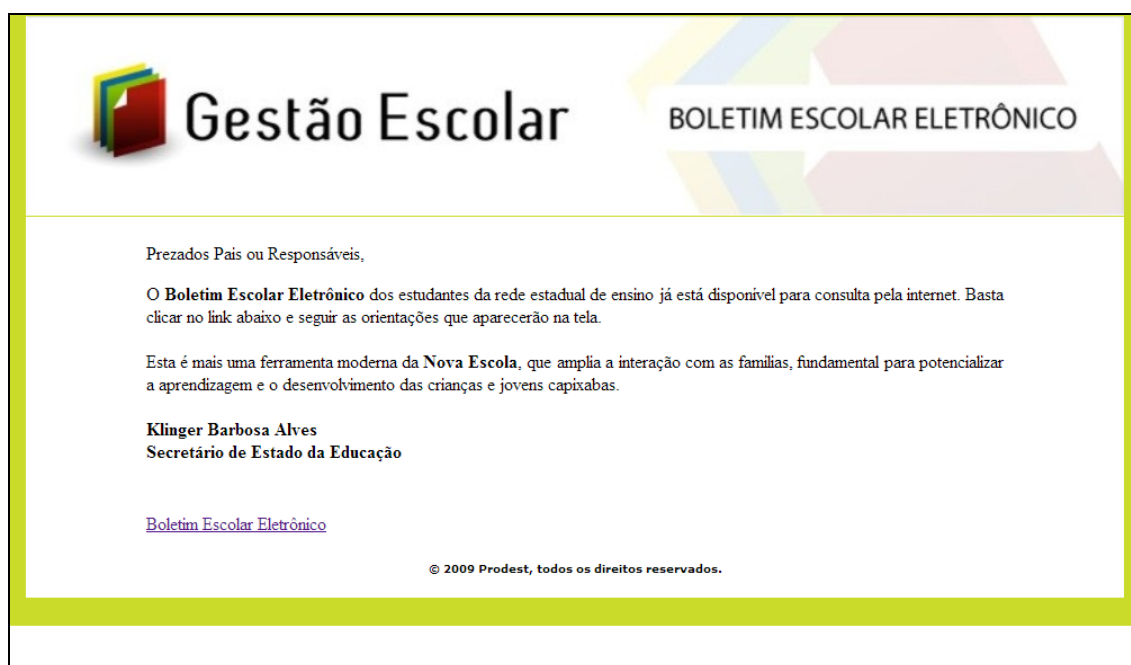 Gestão Escolar
BOLETIM ESCOLAR ELETRÔNICO
Prezados Pais ou Responsáveis,
O Boletim Escolar Eletrônico dos estudantes da rede estadual de ensino já está disponível para consulta pela internet. Basta
clicar no link abaixo e seguir as orientações que aparecerão na tela.
Esta é mais uma ferramenta moderna da Nova Escola, que amplia a interação com as familias, fundamental para potencializar
a aprendizagem e o desenvolvimento das crianças e jovens capixabas.
Klinger Barbosa Alves
Secretário de Estado da Educação
Boletim Escolar Eletrônico
© 2009 Prodest, todos os direitos reservados.